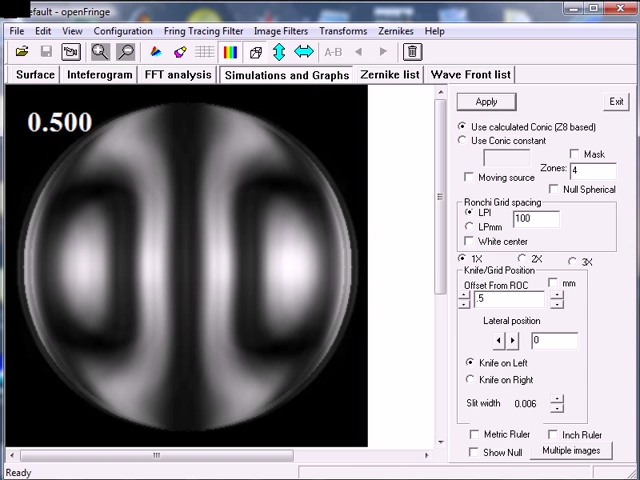 efault - openFringe
File Edit View Configuration Fring Tracing Filter Image Filters Transforms Zernikes Help
A-B
Surface Inteferogram FFT analysis Simulations and Graphs Zernike list Wave Front list
0.500
Apply Exit
Use calculated Conic (Z8 based)
Use Conic constant
Mask
Zones: 4
Moving source
Null Spherical
Ronchi Grid spacing
LPI 100
LPmm
White center
1X 2X 3X
Knife/Grid Position
Offset From ROC mm
.5
Lateral position
0
Knife on Left
Knife on Right
Slit width 0.006
Metric Ruler Inch Ruler
Show Null Multiple images
Ready